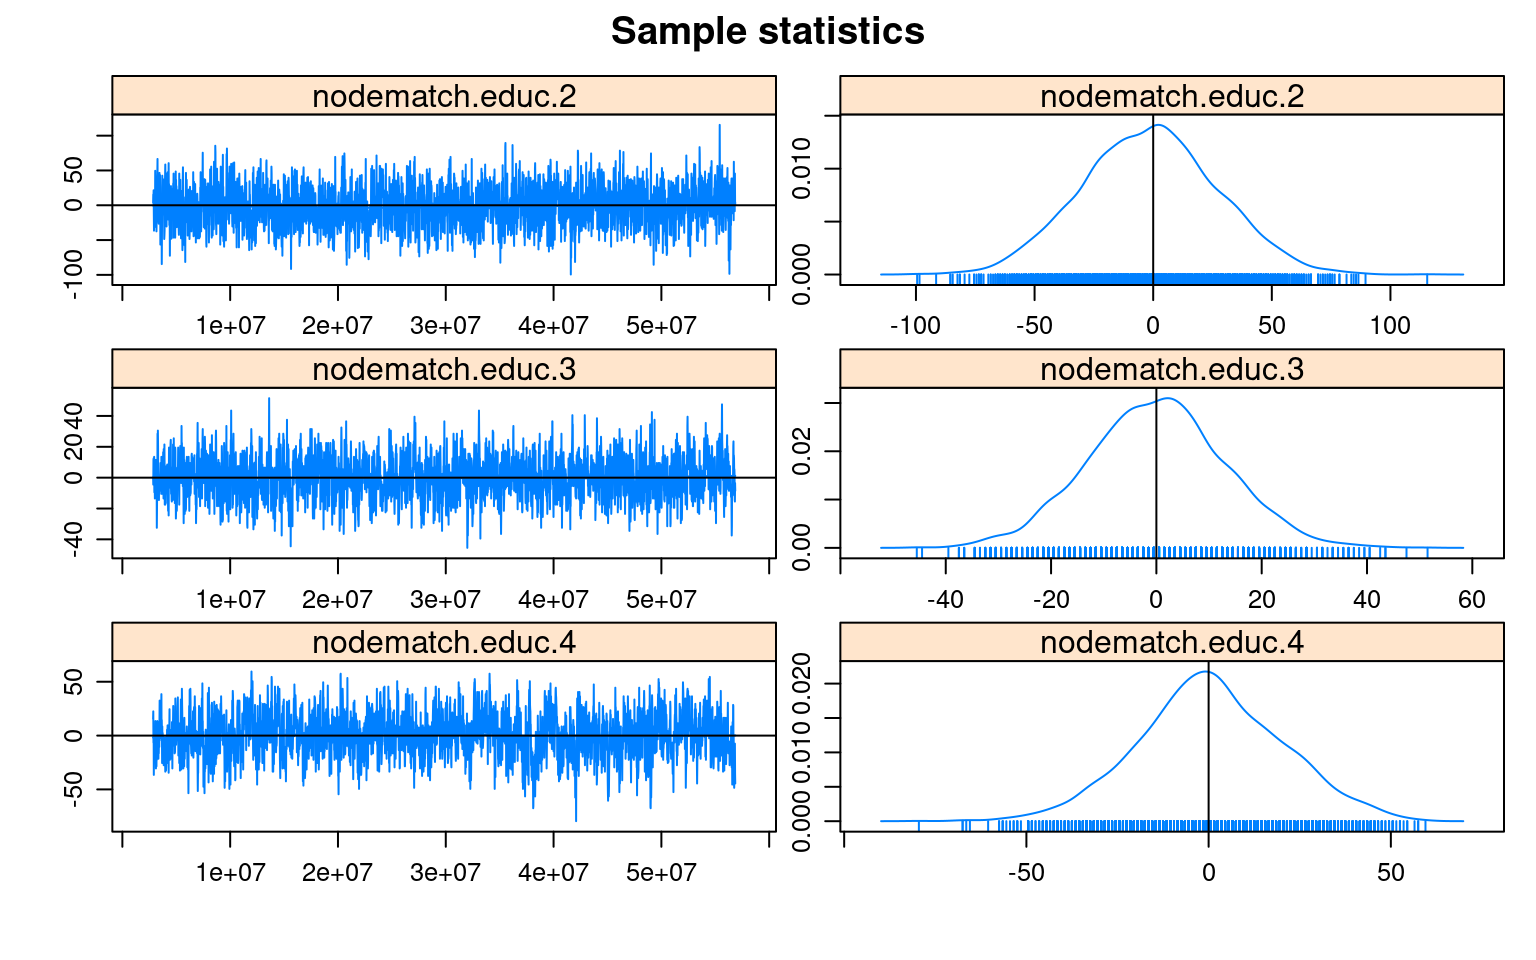 Sample statistics
nodematch.educ.2
-100 0 50
1e+07 2e+07 3e+07 4e+07 5e+07
nodematch.educ.2
0.000 0.010
-100 -50 0 50 100
nodematch.educ.3
-40 0 20 40
1e+07 2e+07 3e+07 4e+07 5e+07
nodematch.educ.3
0.00 0.02
-40 -20 0 20 40 60
nodematch.educ.4
-50 0 50
1e+07 2e+07 3e+07 4e+07 5e+07
nodematch.educ.4
0.000 0.010 0.020
-50 0 50